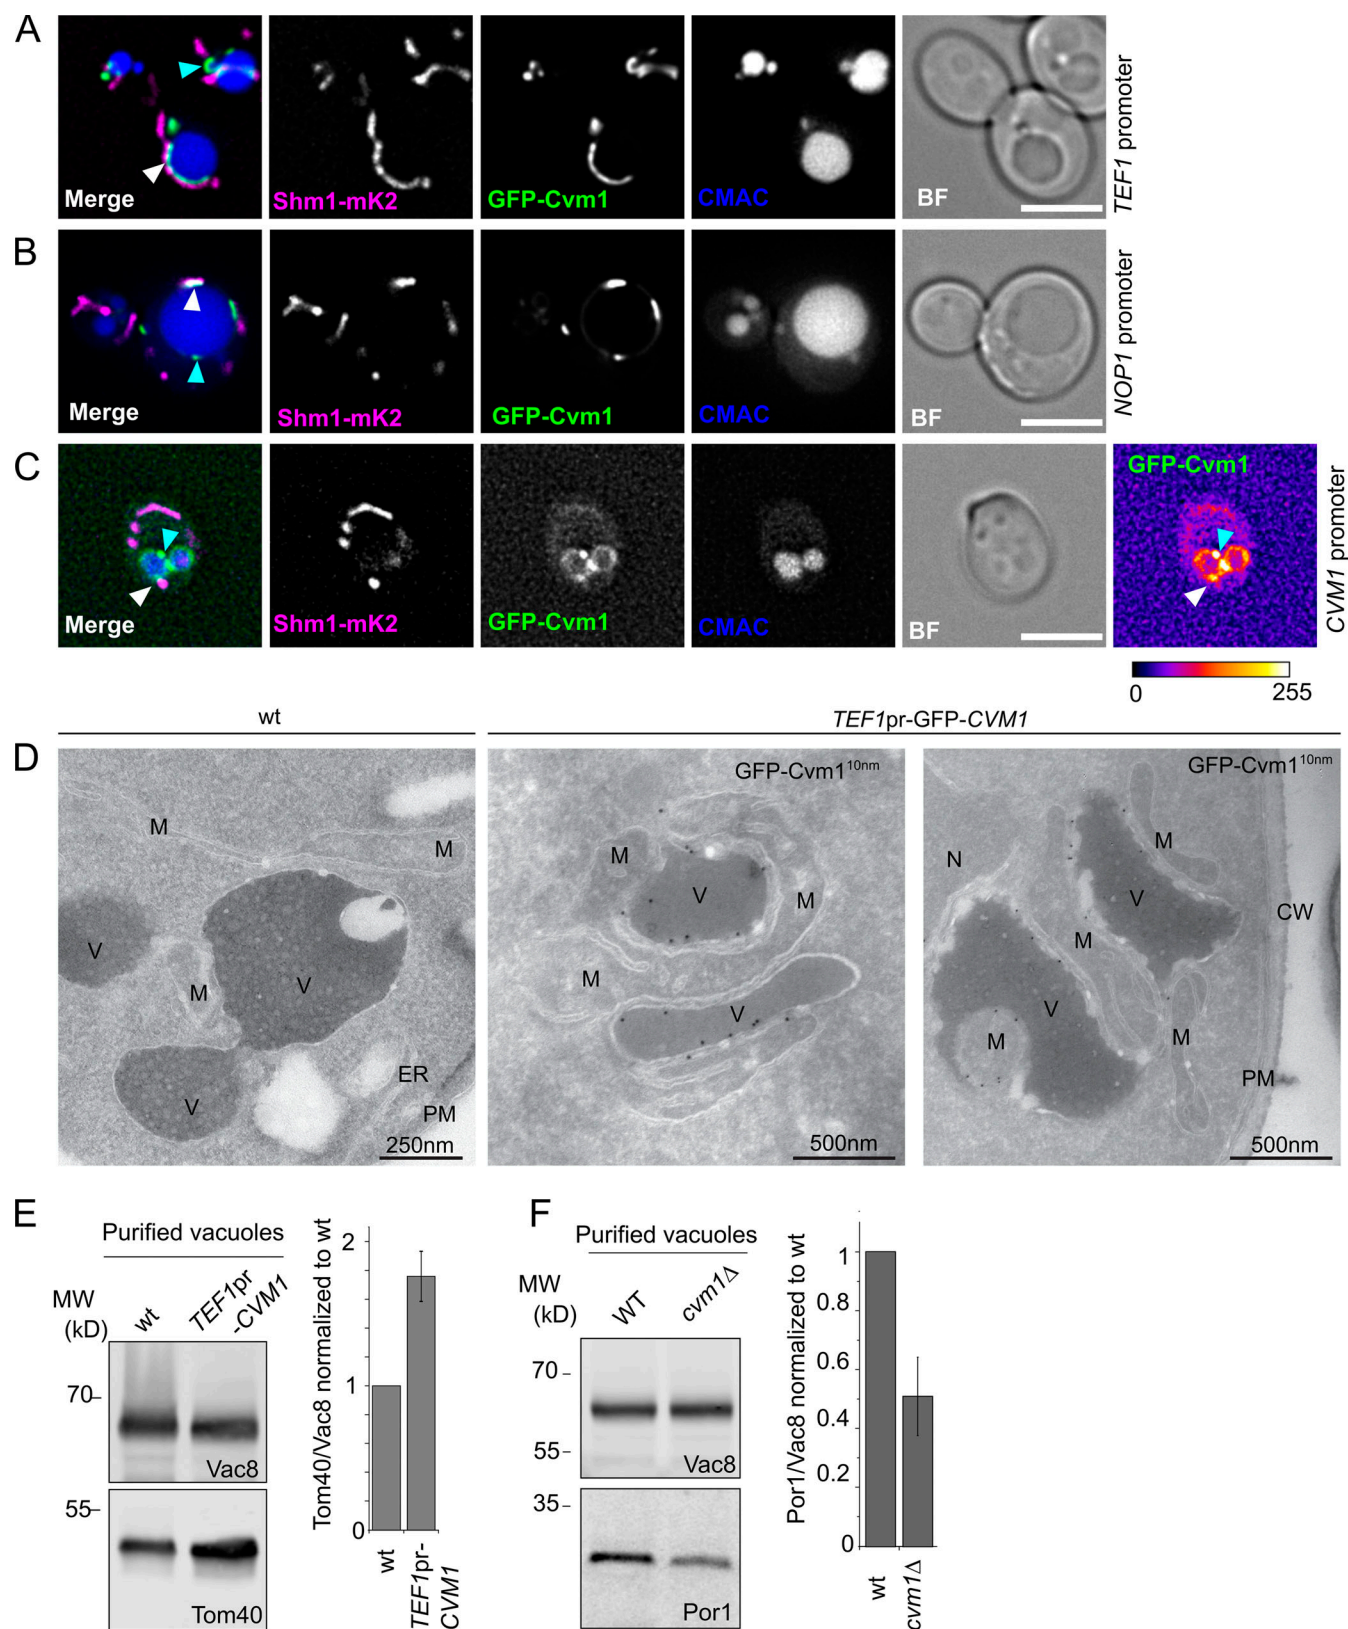 A
Merge
Shm1-mK2
GFP-Cvm1
CMAC
BF
TEF1 promoter
B
Merge
Shm1-mK2
GFP-Cvm1
CMAC
BF
NOP1 promoter
C
Merge
Shm1-mK2
GFP-Cvm1
CMAC
BF
GFP-Cvm1
CVM1 promoter
0
255
wt
TEF1pr-GFP-CVM1
D
M
M
V
V
M
V
ER
PM
250nm
GFP-Cvm1 10nm
M
V
M
M
V
500nm
GFP-Cvm1 10nm
N
M
V
CW
M
V
M
M
PM
500nm
E
Purified vacuoles
MW
(kD)
wt
TEF1pr
-CVM1
70
Vac8
55
Tom40
Tom40/Vac8 normalized to wt
2
1
0
wt
TEF1pr-
CVM1
F
Purified vacuoles
MW
(kD)
WT
cvm1Δ
70
55
Vac8
35
Por1
Por1/Vac8 normalized to wt
1
0.8
0.6
0.4
0.2
0
wt
cvm1Δ